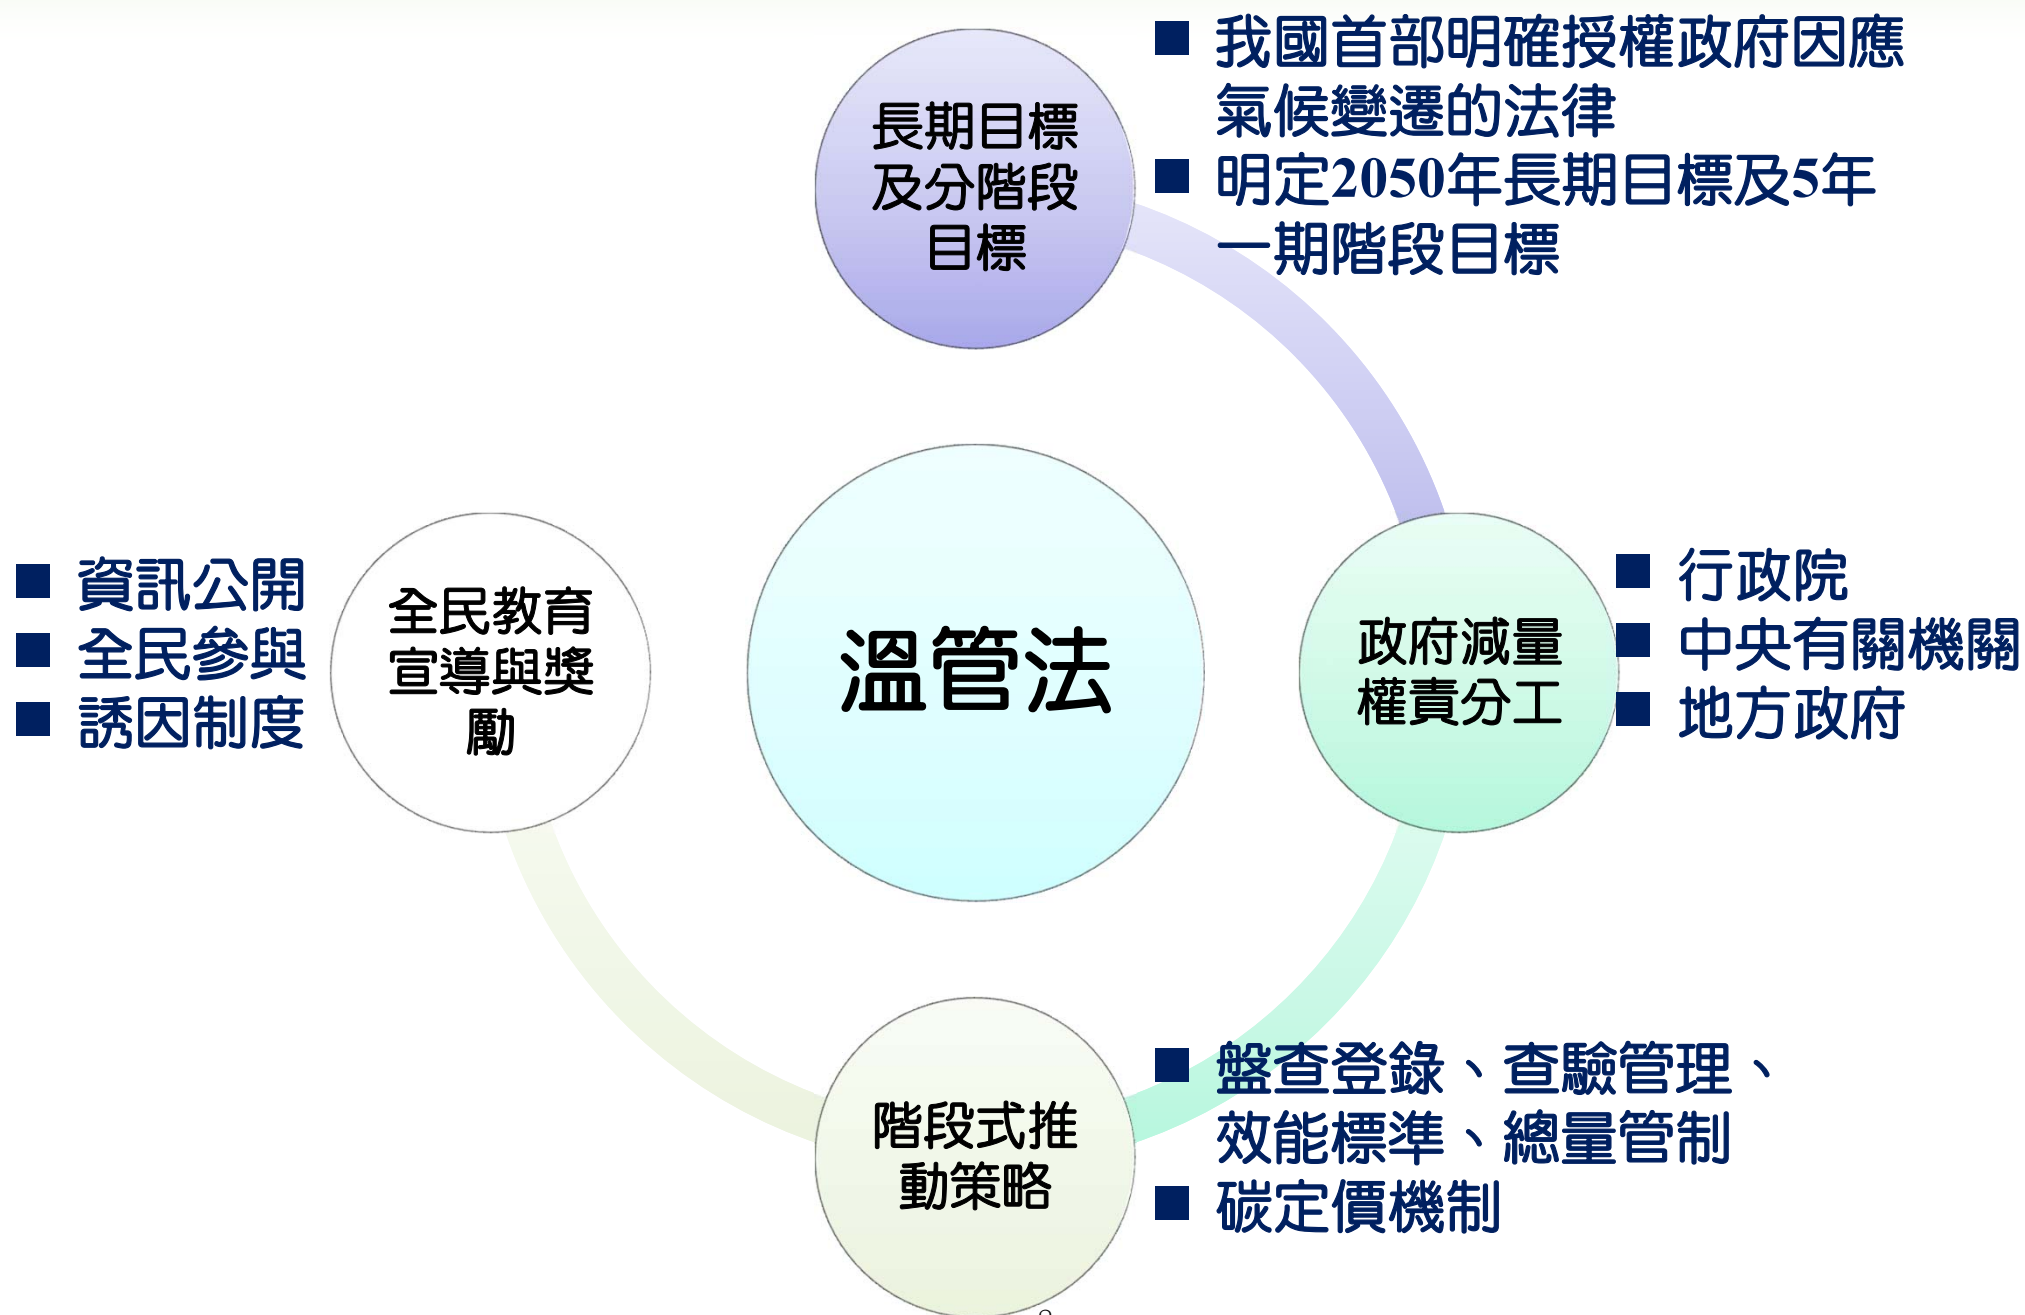 長期目標
及分階段
目標
■ 我國首部明確授權政府因應
氣候變遷的法律
■ 明定2050年長期目標及5年
一期階段目標
■ 資訊公開
■ 全民參與
■ 誘因制度
全民教育
宣導與獎
勵
溫管法
政府減量
權責分工
■ 行政院
■ 中央有關機關
■ 地方政府
階段式推
動策略
■ 盤查登錄、查驗管理、
效能標準、總量管制
■ 碳定價機制